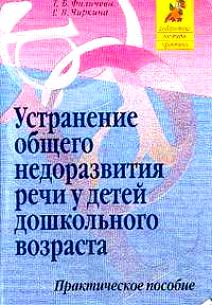 Т. Б. Филичева
Г. В. Чиркина
Устранение
общего
недоразвития
речи у детей
дошкольного
возраста
Практическое пособие